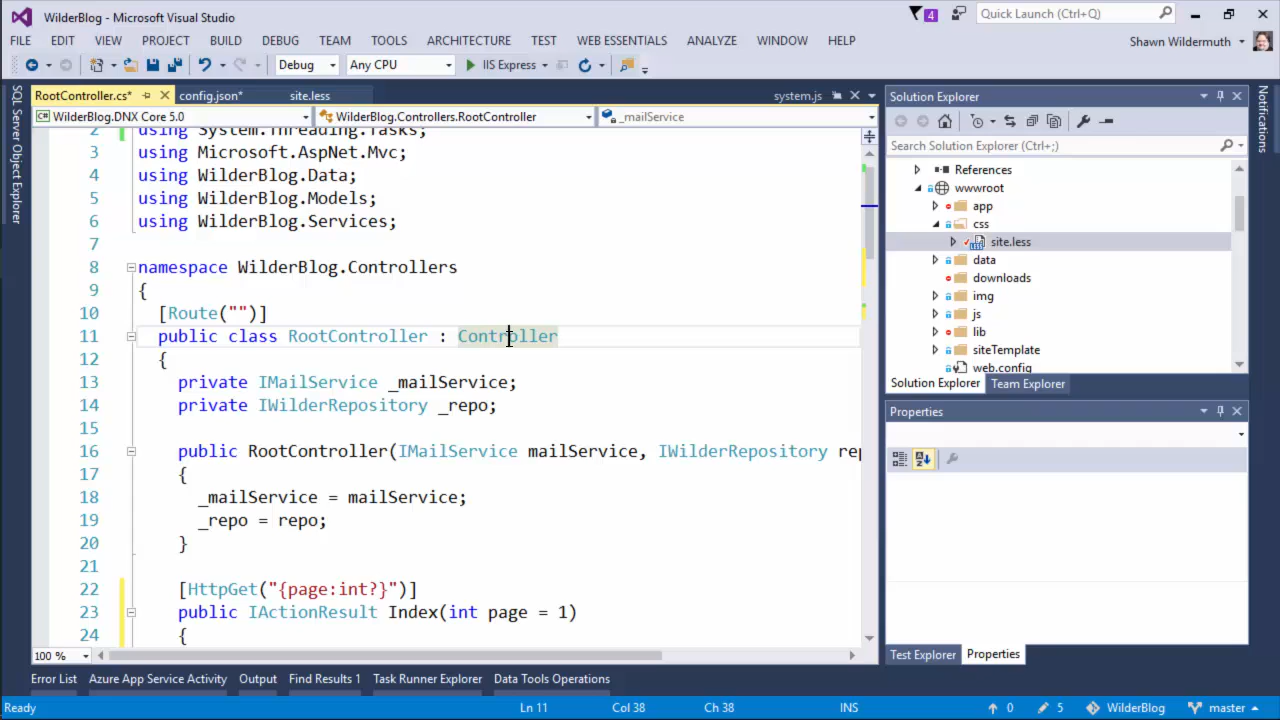 WilderBlog - Microsoft Visual Studio
4
Quick Launch (Ctrl+Q)
FILE EDIT VIEW PROJECT BUILD DEBUG TEAM TOOLS ARCHITECTURE TEST WEB ESSENTIALS ANALYZE WINDOW HELP
Shawn Wildermuth
Debug Any CPU IIS Express
RootController.cs* config.json* site.less system.js
WilderBlog.DNX Core 5.0 WilderBlog.Controllers.RootController _mailService
SQL Server Object Explorer
2 using System.Threading.Tasks;
3 using Microsoft.AspNet.Mvc;
4 using WilderBlog.Data;
5 using WilderBlog.Models;
6 using WilderBlog.Services;
7
8 namespace WilderBlog.Controllers
9 {
10 [Route("")]
11 public class RootController : Controller
12 {
13 private IMailService _mailService;
14 private IWilderRepository _repo;
15
16 public RootController(IMailService mailService, IWilderRepository rep
17 {
18 _mailService = mailService;
19 _repo = repo;
20 }
21
22 [HttpGet("{page:int?}")]
23 public IActionResult Index(int page = 1)
24 {
100 %
Solution Explorer
Search Solution Explorer (Ctrl+;)
References
wwwroot
app
css
site.less
data
downloads
img
js
lib
siteTemplate
web.config
Solution Explorer Team Explorer
Properties
Test Explorer Properties
Notifications
Error List Azure App Service Activity Output Find Results 1 Task Runner Explorer Data Tools Operations
Ready Ln 11 Col 38 Ch 38 INS 0 5 WilderBlog master